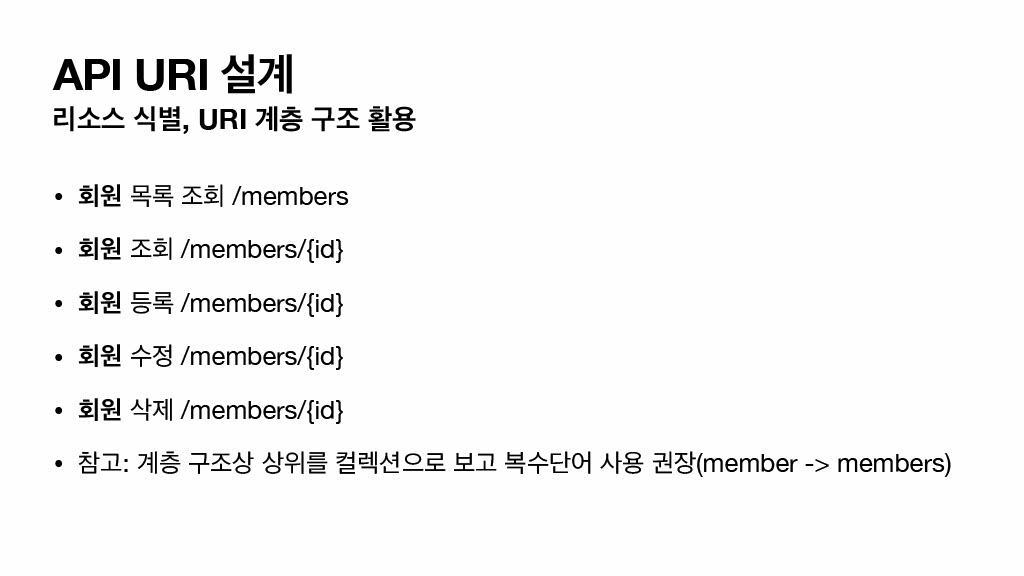 API URI 설계
리소스 식별, URI 계층 구조 활용
• 회원 목록 조회 /members
• 회원 조회 /members/{id}
• 회원 등록 /members/{id}
• 회원 수정 /members/{id}
• 회원 삭제 /members/{id}
• 참고: 계층 구조상 상위를 컬렉션으로 보고 복수단어 사용 권장(member -> members)